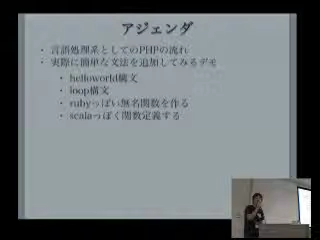 アジェンダ
・ 言語処理系としてのPHPの流れ
・ 実際に簡単な文法を追加してみるデモ
・ helloworld構文
・ loop構文
・ rubyっぽい無名関数を作る
・ scalaっぽく関数定義する